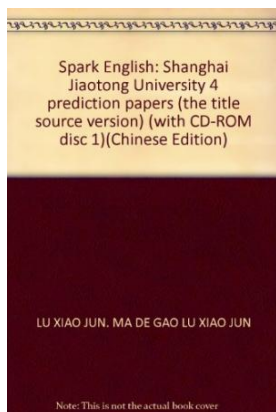 Spark English: Shanghai
Jiaotong University 4
prediction papers (the title
source version) (with CD-ROM
disc 1)(Chinese Edition)
LU XIAO JUN. MA DE GAO LU XIAO JUN
Note: This is not the actual book cover